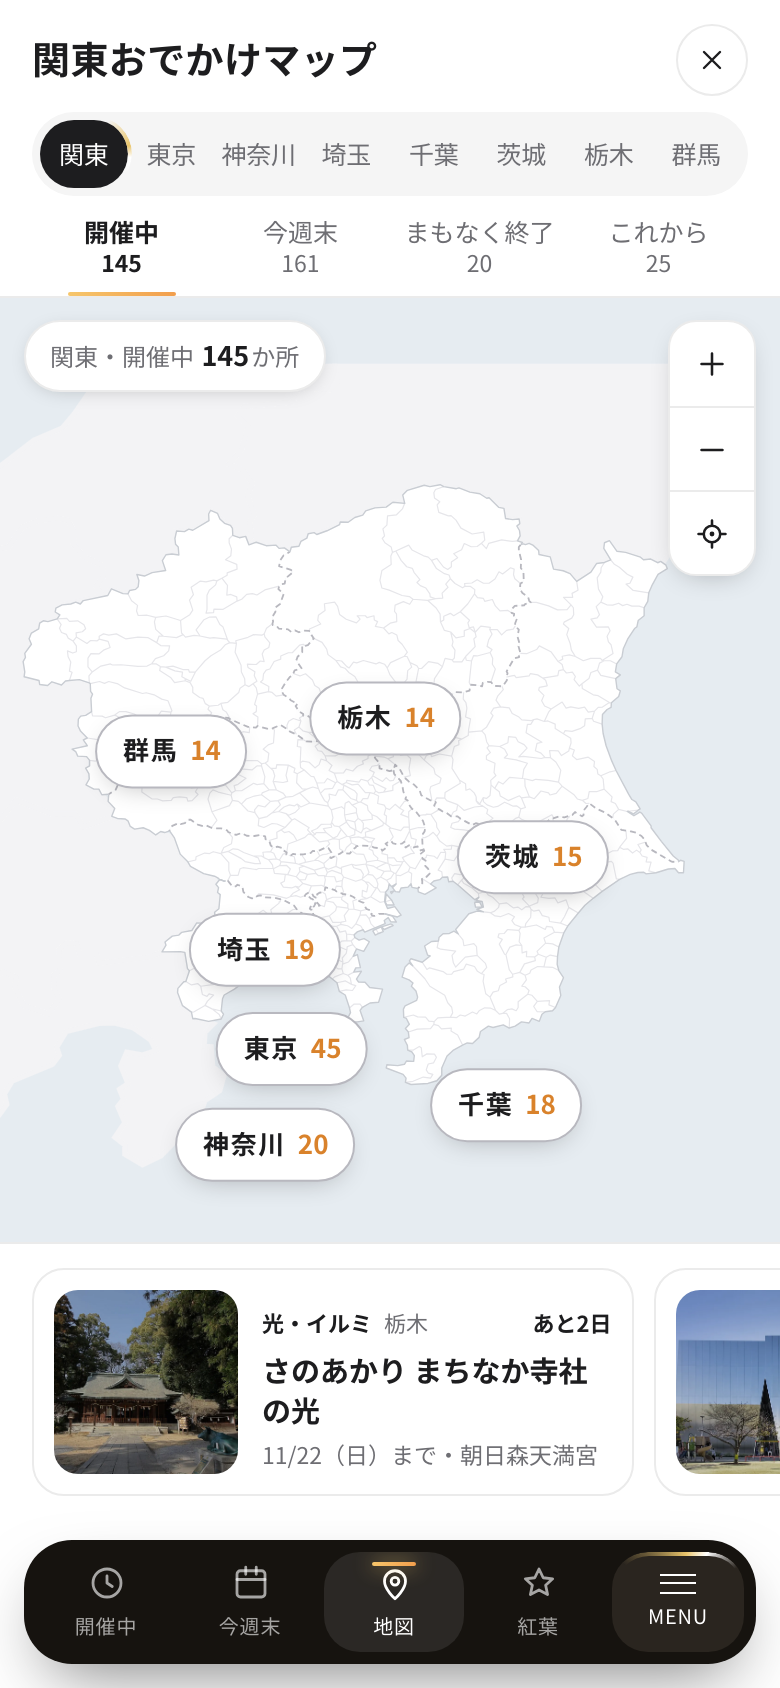 関東おでかけマップ
関東 東京 神奈川 埼玉 千葉 茨城 栃木 群馬
開催中 今週末 まもなく終了 これから
145 161 20 25
関東・開催中 145か所
栃木 14
群馬 14
茨城 15
埼玉 19
東京 45
千葉 18
神奈川 20
光・イルミ 栃木 あと2日
さのあかり まちなか寺社
の光
11/22（日）まで・朝日森天満宮
開催中 今週末 地図 紅葉 MENU